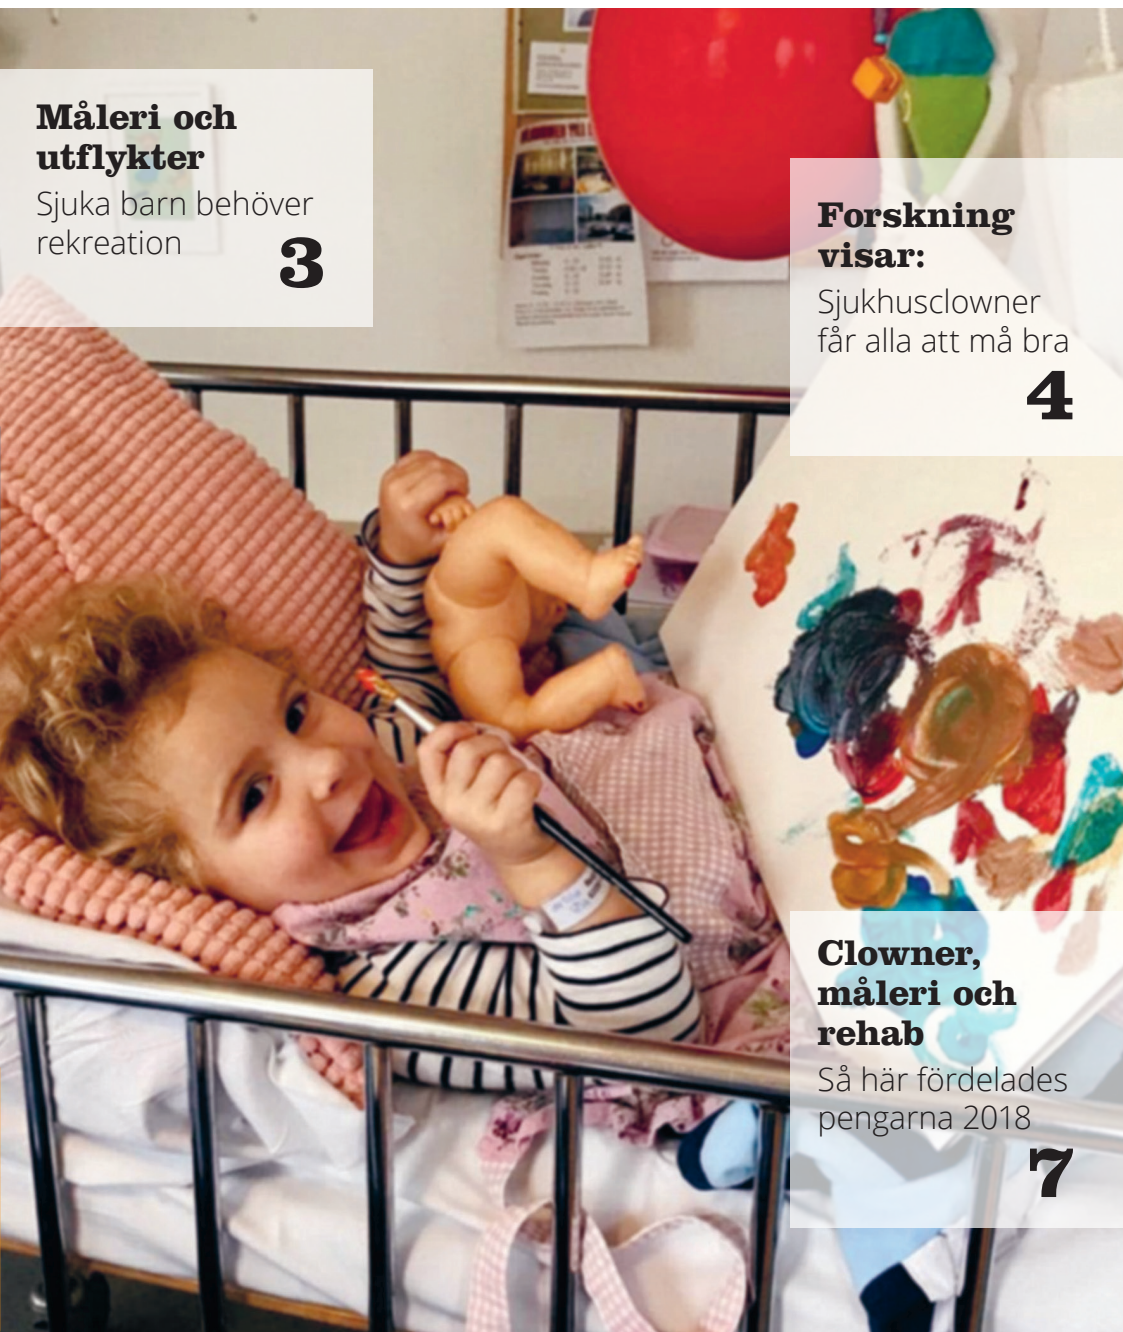 Måleri och
utflykter
Sjuka barn behöver
rekreation
3
Forskning
visar:
Sjukhusclowner
får alla att må bra
4
Clowner,
måleri och
rehab
Så här fördelades
pengarna 2018
7